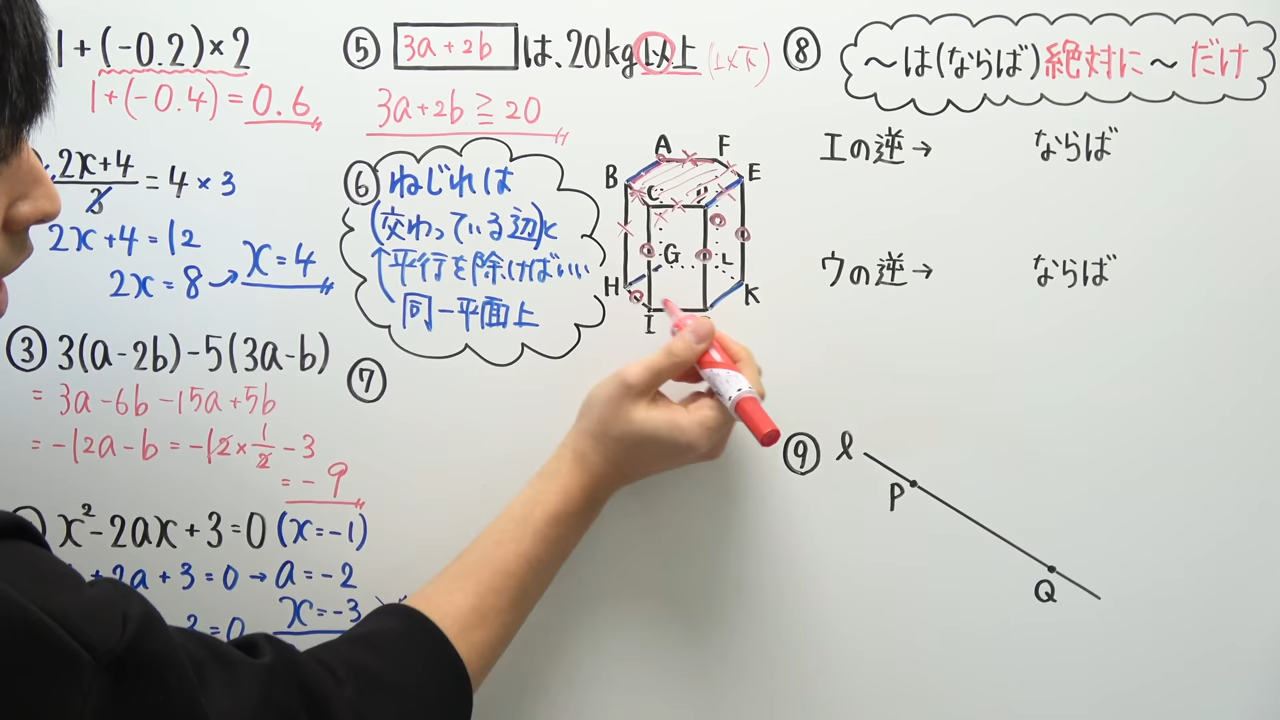 1+(-0.2)×2
1+(-0.4)=0.6
2x+4/3=4×3
2x+4=12
2x=8→x=4
③3(a-2b)-5(3a-b)
=3a-6b-15a+5b
=-12a-b=-12×1/2-3
=-9
x²-2ax+3=0(x=-1)
+2a+3=0→a=-2
=0
x=-3
⑤3a+2bは、20kg以上(以下)
3a+2b≧20
⑥ねじれは
(交わっている辺)と
平行を除けばいい
同一平面上
A
F
B
E
C
D
G
L
H
K
I
⑦
⑧
〜は(ならば)絶対に〜だけ
エの逆→ ならば
ウの逆→ ならば
⑨
ℓ
P
Q